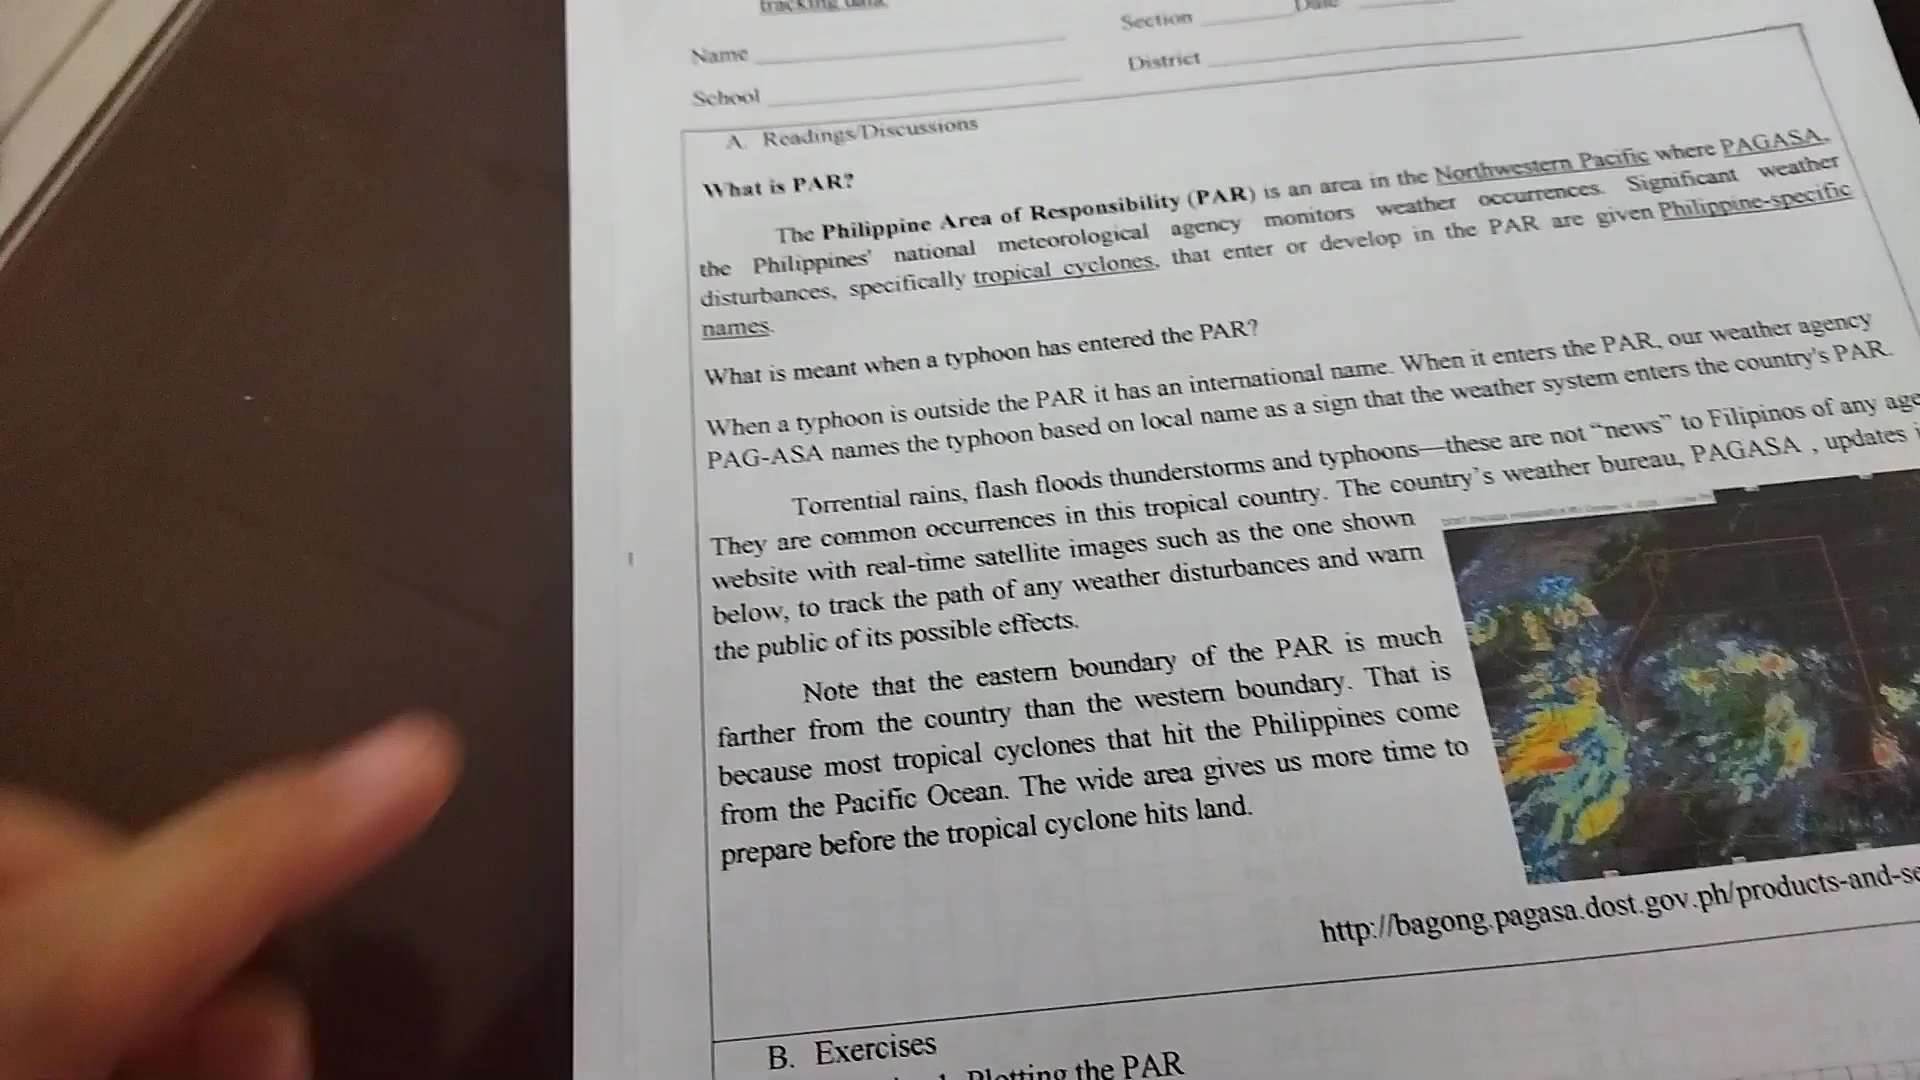 tracking data.
Name Section Date
School District
A. Readings/Discussions
What is PAR?
The Philippine Area of Responsibility (PAR) is an area in the Northwestern Pacific where PAGASA,
the Philippines' national meteorological agency monitors weather occurrences. Significant weather
disturbances, specifically tropical cyclones, that enter or develop in the PAR are given Philippine-specific
names.
What is meant when a typhoon has entered the PAR?
When a typhoon is outside the PAR it has an international name. When it enters the PAR, our weather agency
PAG-ASA names the typhoon based on local name as a sign that the weather system enters the country's PAR.
Torrential rains, flash floods thunderstorms and typhoons—these are not “news” to Filipinos of any age
They are common occurrences in this tropical country. The country’s weather bureau, PAGASA , updates
website with real-time satellite images such as the one shown
below, to track the path of any weather disturbances and warn
the public of its possible effects.
Note that the eastern boundary of the PAR is much
farther from the country than the western boundary. That is
because most tropical cyclones that hit the Philippines come
from the Pacific Ocean. The wide area gives us more time to
prepare before the tropical cyclone hits land.
http://bagong.pagasa.dost.gov.ph/products-and-se
B. Exercises
1. Plotting the PAR